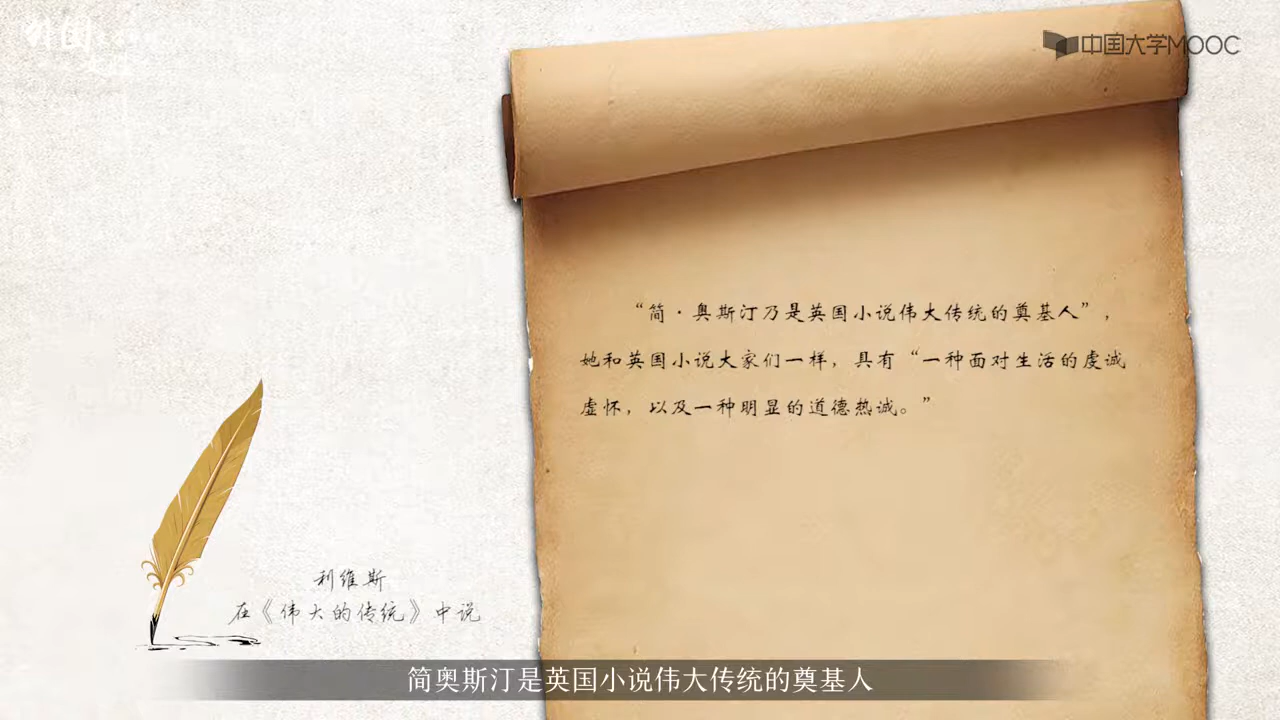 外国
中国大学MOOC
“简·奥斯汀乃是英国小说伟大传统的奠基人”，
她和英国小说大家们一样，具有“一种面对生活的虔诚
虚怀，以及一种明显的道德热诚。”
利维斯
在《伟大的传统》中说
简奥斯汀是英国小说伟大传统的奠基人